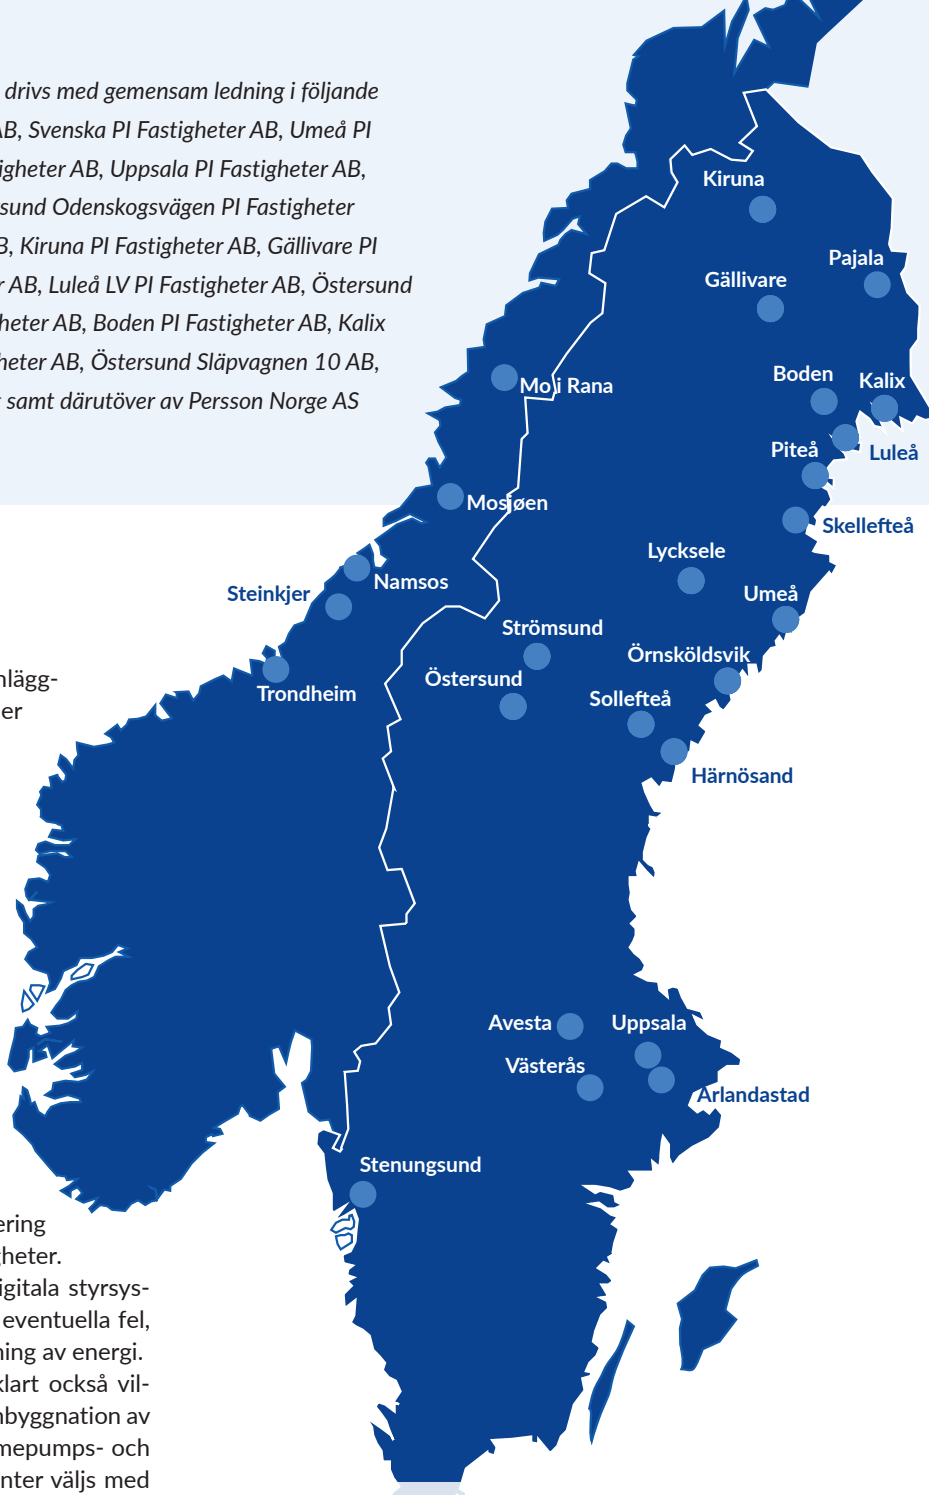 drivs med gemensam ledning i följande
AB, Svenska PI Fastigheter AB, Umeå PI
igheter AB, Uppsala PI Fastigheter AB,
sund Odenskogsvägen PI Fastigheter
B, Kiruna PI Fastigheter AB, Gällivare PI
r AB, Luleå LV PI Fastigheter AB, Östersund
heter AB, Boden PI Fastigheter AB, Kalix
heter AB, Östersund Släpvagnen 10 AB,
samt därutöver av Persson Norge AS
Kiruna
Pajala
Gällivare
Boden
Kalix
Mo i Rana
Piteå
Luleå
Mosjøen
Skellefteå
Lycksele
Namsos
Steinkjer
Umeå
Strömsund
Örnsköldsvik
Östersund
Trondheim
Sollefteå
Härnösand
nlägg-
er
Avesta
Uppsala
Västerås
Arlandastad
Stenungsund
ering
gheter.
igitala styrsys-
eventuella fel,
ning av energi.
klart också vil-
nbyggnation av
mepumps- och
nter väljs med